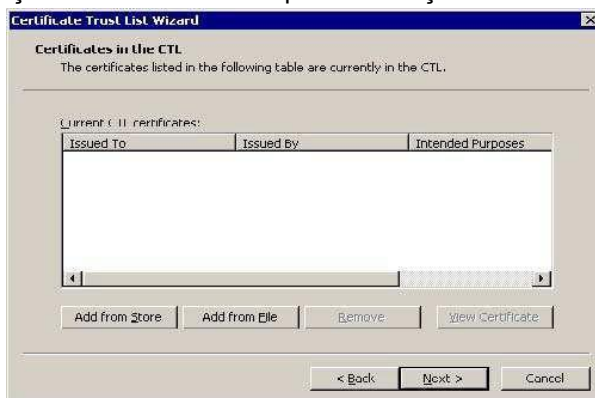 Certificate Trust List Wizard
Certificates in the CTL
The certificates listed in the following table are currently in the CTL.
Current CTL certificates:
Issued To Issued By Intended Purposes
Add from Store Add from File Remove View Certificate
< Back Next > Cancel